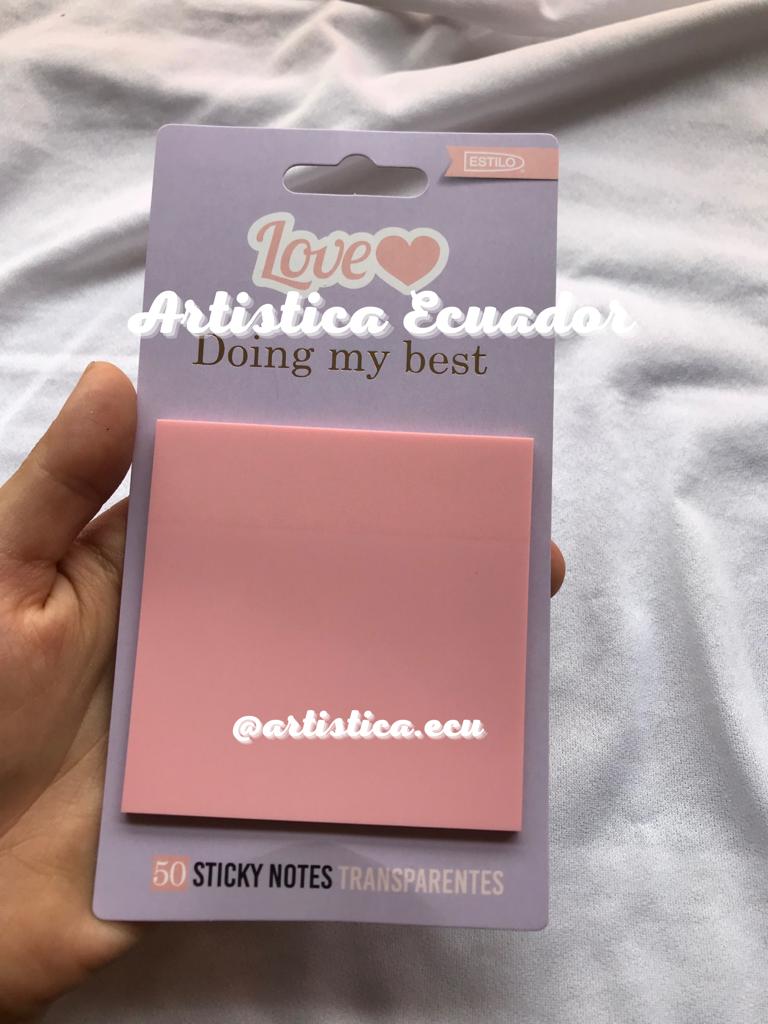 ESTILO
Love
Artistica Ecuador
Doing my best
@artistica.ecu
50 STICKY NOTES TRANSPARENTES